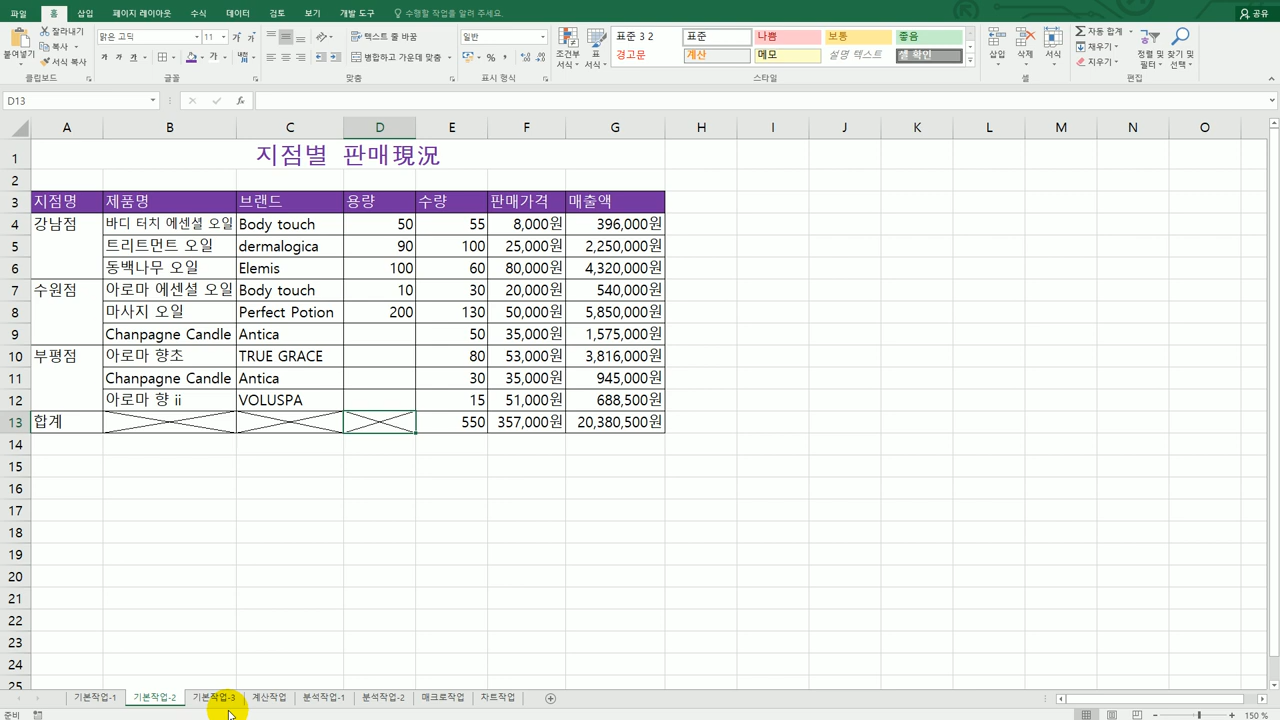 파일 홈 삽입 페이지 레이아웃 수식 데이터 검토 보기 개발 도구 수행할 작업을 알려 주세요. 공유
붙여넣기 잘라내기 복사 서식 복사 맑은 고딕 11 텍스트 줄 바꿈 병합하고 가운데 맞춤 일반 조건부 서식 표 서식 표준 3 2 표준 나쁨 보통 좋음
경고문 계산 메모 설명 텍스트 셀 확인 삽입 삭제 서식 자동 합계 채우기 지우기 정렬 및 필터 찾기 및 선택
클립보드 글꼴 맞춤 표시 형식 스타일 셀 편집
D13 fx
A B C D E F G H I J K L M N O
1 지점별 판매現況
2
3 지점명 제품명 브랜드 용량 수량 판매가격 매출액
4 강남점 바디 터치 에센셜 오일 Body touch 50 55 8,000원 396,000원
5 트리트먼트 오일 dermalogica 90 100 25,000원 2,250,000원
6 동백나무 오일 Elemis 100 60 80,000원 4,320,000원
7 수원점 아로마 에센셜 오일 Body touch 10 30 20,000원 540,000원
8 마사지 오일 Perfect Potion 200 130 50,000원 5,850,000원
9 Chanpagne Candle Antica 50 35,000원 1,575,000원
10 부평점 아로마 향초 TRUE GRACE 80 53,000원 3,816,000원
11 Chanpagne Candle Antica 30 35,000원 945,000원
12 아로마 향 ii VOLUSPA 15 51,000원 688,500원
13 합계 550 357,000원 20,380,500원
14
15
16
17
18
19
20
21
22
23
24
25
기본작업-1 기본작업-2 기본작업-3 계산작업 분석작업-1 분석작업-2 매크로작업 차트작업
준비 150 %